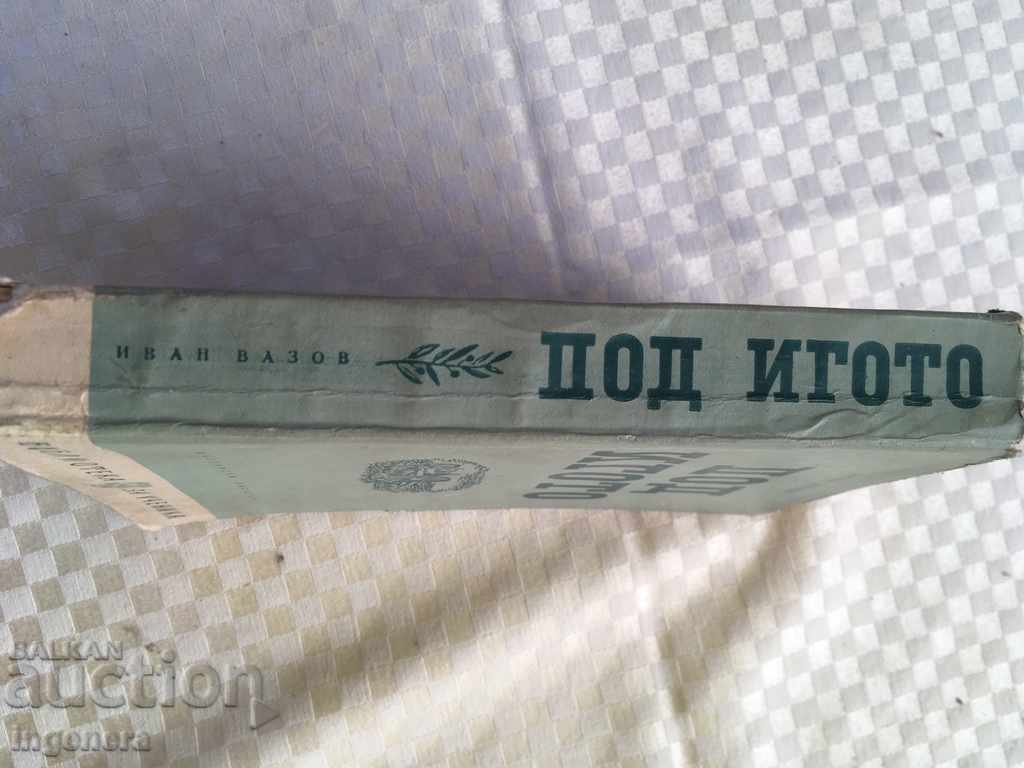 ИВАН ВАЗОВ
ПОД ИГОТО
ПОД
ИГОТО
BALKAN
auction
ingenera